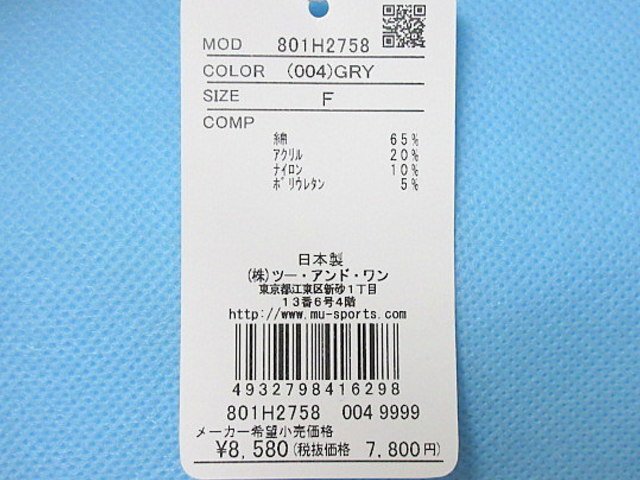 MOD 801H2758
COLOR (004)GRY
SIZE F
COMP
綿 65%
アクリル 20%
ナイロン 10%
ポリウレタン 5%
日本製
(株)ツー・アンド・ワン
東京都江東区新砂1丁目
13番6号4階
http://www.mu-sports.com/
4932798416298
801H2758 004 9999
メーカー希望小売価格
¥8,580(税抜価格 7,800円)